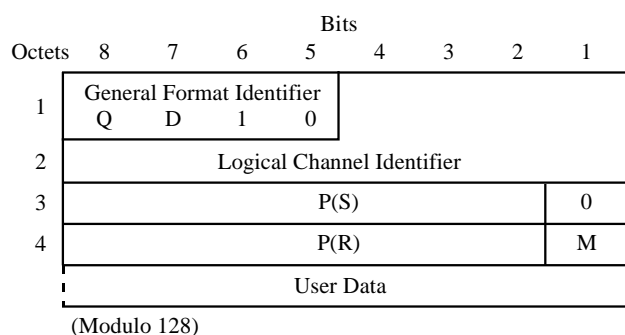 Bits
Octets 8 7 6 5 4 3 2 1
General Format Identifier
1 Q D 1 0
2 Logical Channel Identifier
3 P(S) 0
4 P(R) M
User Data
(Modulo 128)